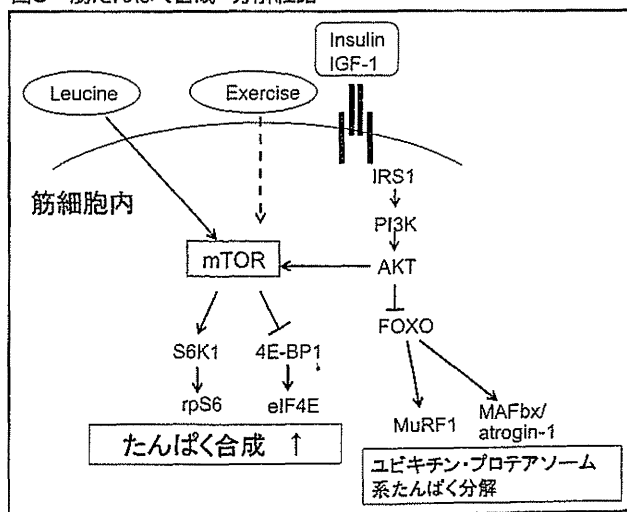 Insulin
IGF-1
Leucine
Exercise
IRS1
筋細胞内
PI3K
mTOR
AKT
FOXO
S6K1
4E-BP1
rpS6
eIF4E
MuRF1
MAFbx/
atrogin-1
たんぱく合成 ↑
ユビキチン・プロテアソーム
系たんぱく分解